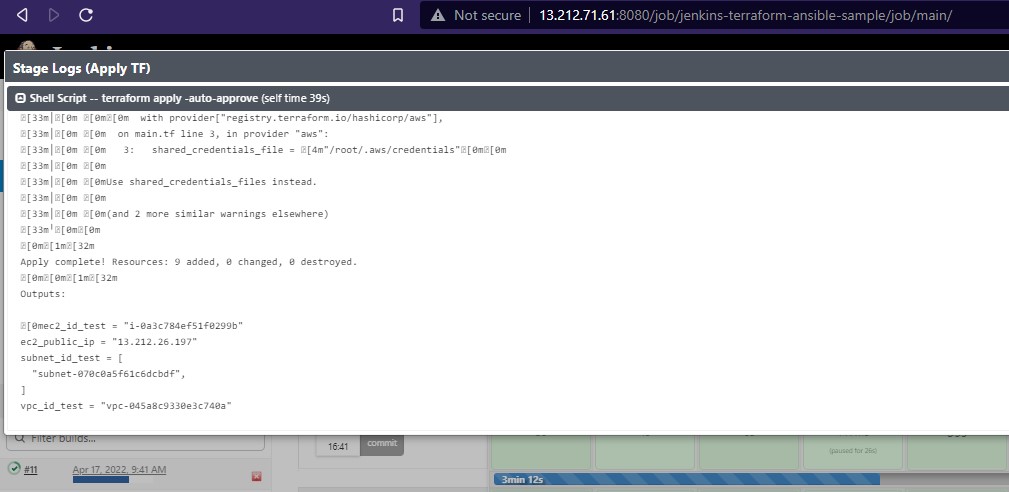 Not secure | 13.212.71.61:8080/job/jenkins-terraform-ansible-sample/job/main/
Stage Logs (Apply TF)
Shell Script -- terraform apply -auto-approve (self time 39s)
[33m|[0m [0m[0m  with provider["registry.terraform.io/hashicorp/aws"],
[33m|[0m [0m  on main.tf line 3, in provider "aws":
[33m|[0m [0m   3:   shared_credentials_file = [4m"/root/.aws/credentials"[0m[0m
[33m|[0m [0m
[33m|[0m [0mUse shared_credentials_files instead.
[33m|[0m [0m
[33m|[0m [0m(and 2 more similar warnings elsewhere)
[33m'[0m[0m
[0m[1m[32m
Apply complete! Resources: 9 added, 0 changed, 0 destroyed.
[0m[0m[1m[32m
Outputs:
[0mec2_id_test = "i-0a3c784ef51f0299b"
ec2_public_ip = "13.212.26.197"
subnet_id_test = [
"subnet-070c0a5f61c6dcbdf",
]
vpc_id_test = "vpc-045a8c9330e3c740a"
Filter builds...
16:41
commit
(paused for 26s)
#11
Apr 17, 2022, 9:41 AM
3min 12s